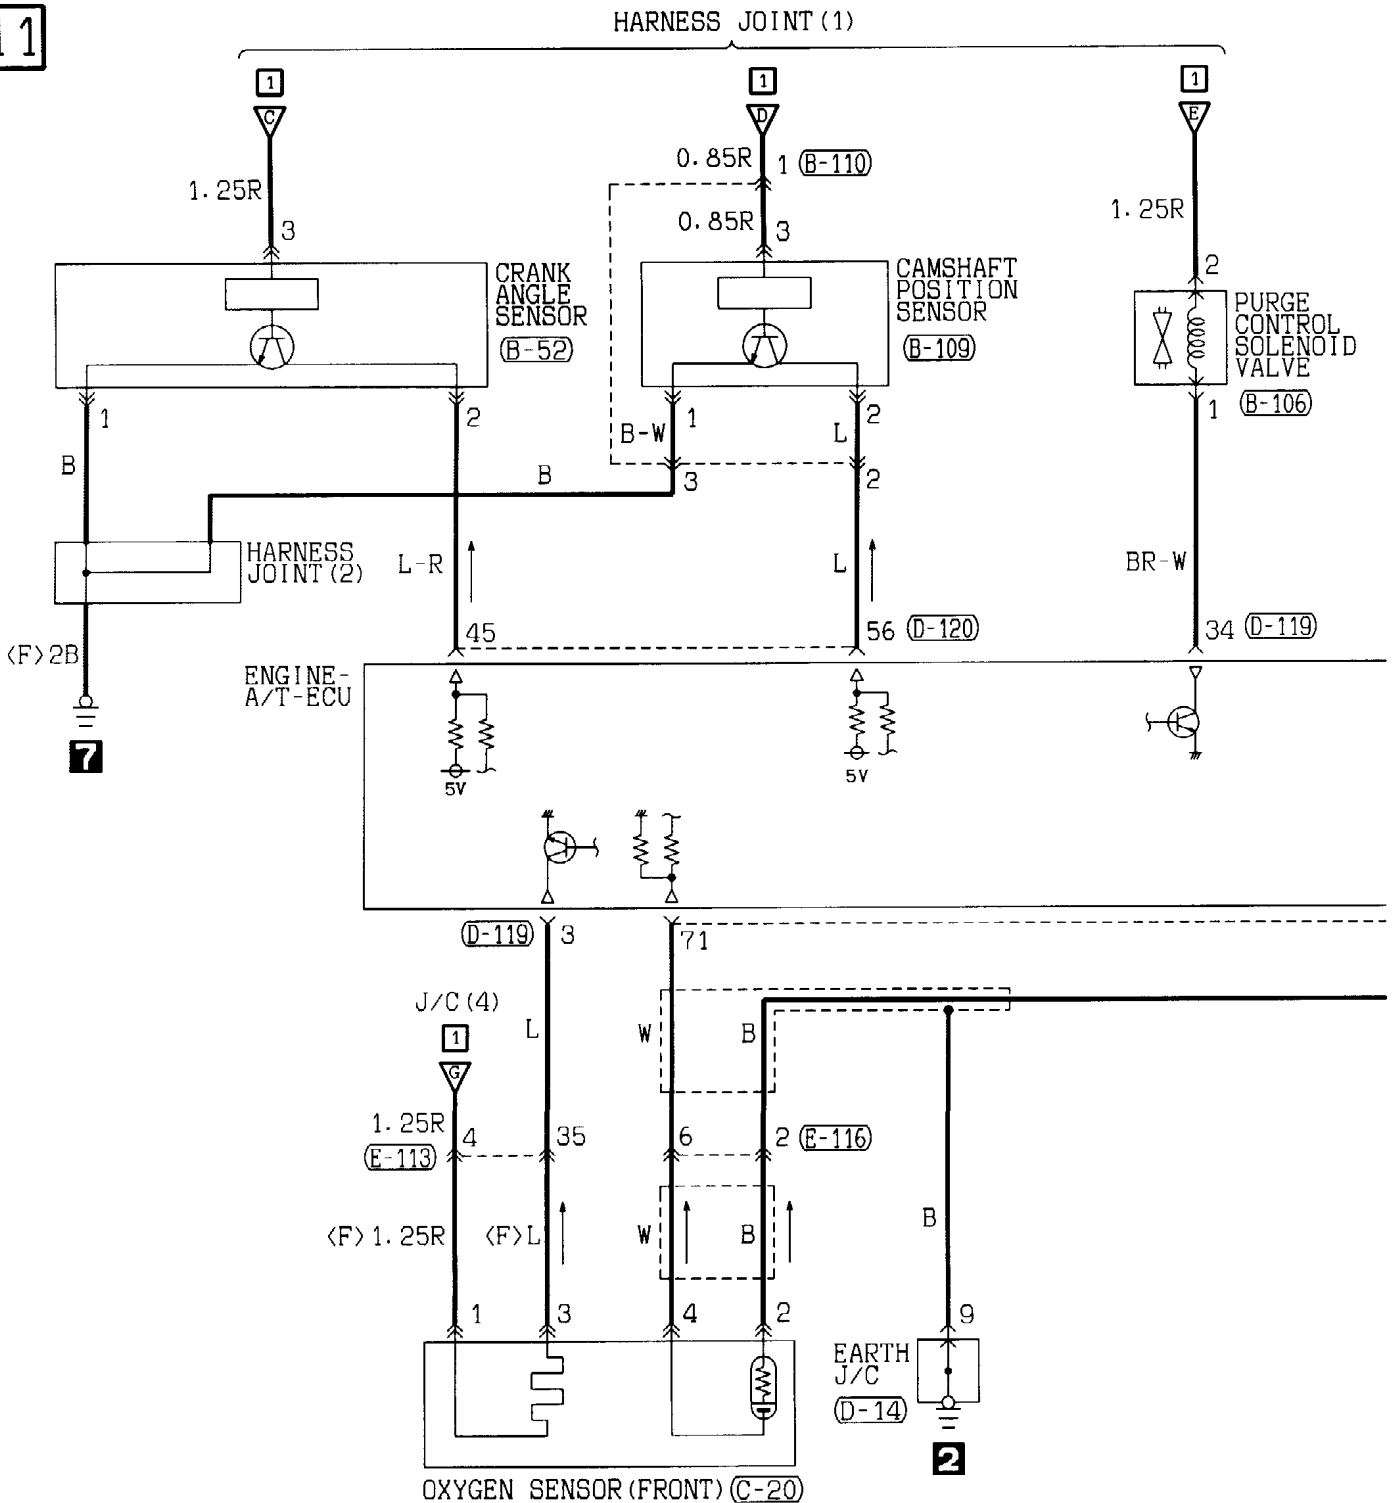 11
HARNESS JOINT(1)
1
1
1
C
D
E
0.85R
1
(B-110)
1.25R
0.85R
3
3
1.25R
2
CRANK
ANGLE
SENSOR
(B-52)
CAMSHAFT
POSITION
SENSOR
(B-109)
PURGE
CONTROL
SOLENOID
VALVE
(B-106)
1
2
1
2
1
B-W
L
B
B
3
2
HARNESS
JOINT(2)
L-R
L
BR-W
45
56
(D-120)
34
(D-119)
<F>2B
ENGINE-
A/T-ECU
7
5V
5V
(D-119)
3
71
J/C(4)
1
L
W
B
G
1.25R
4
35
6
2
(E-116)
(E-113)
<F>1.25R
<F>L
W
B
B
1
3
4
2
9
EARTH
J/C
(D-14)
2
OXYGEN SENSOR(FRONT)
(C-20)